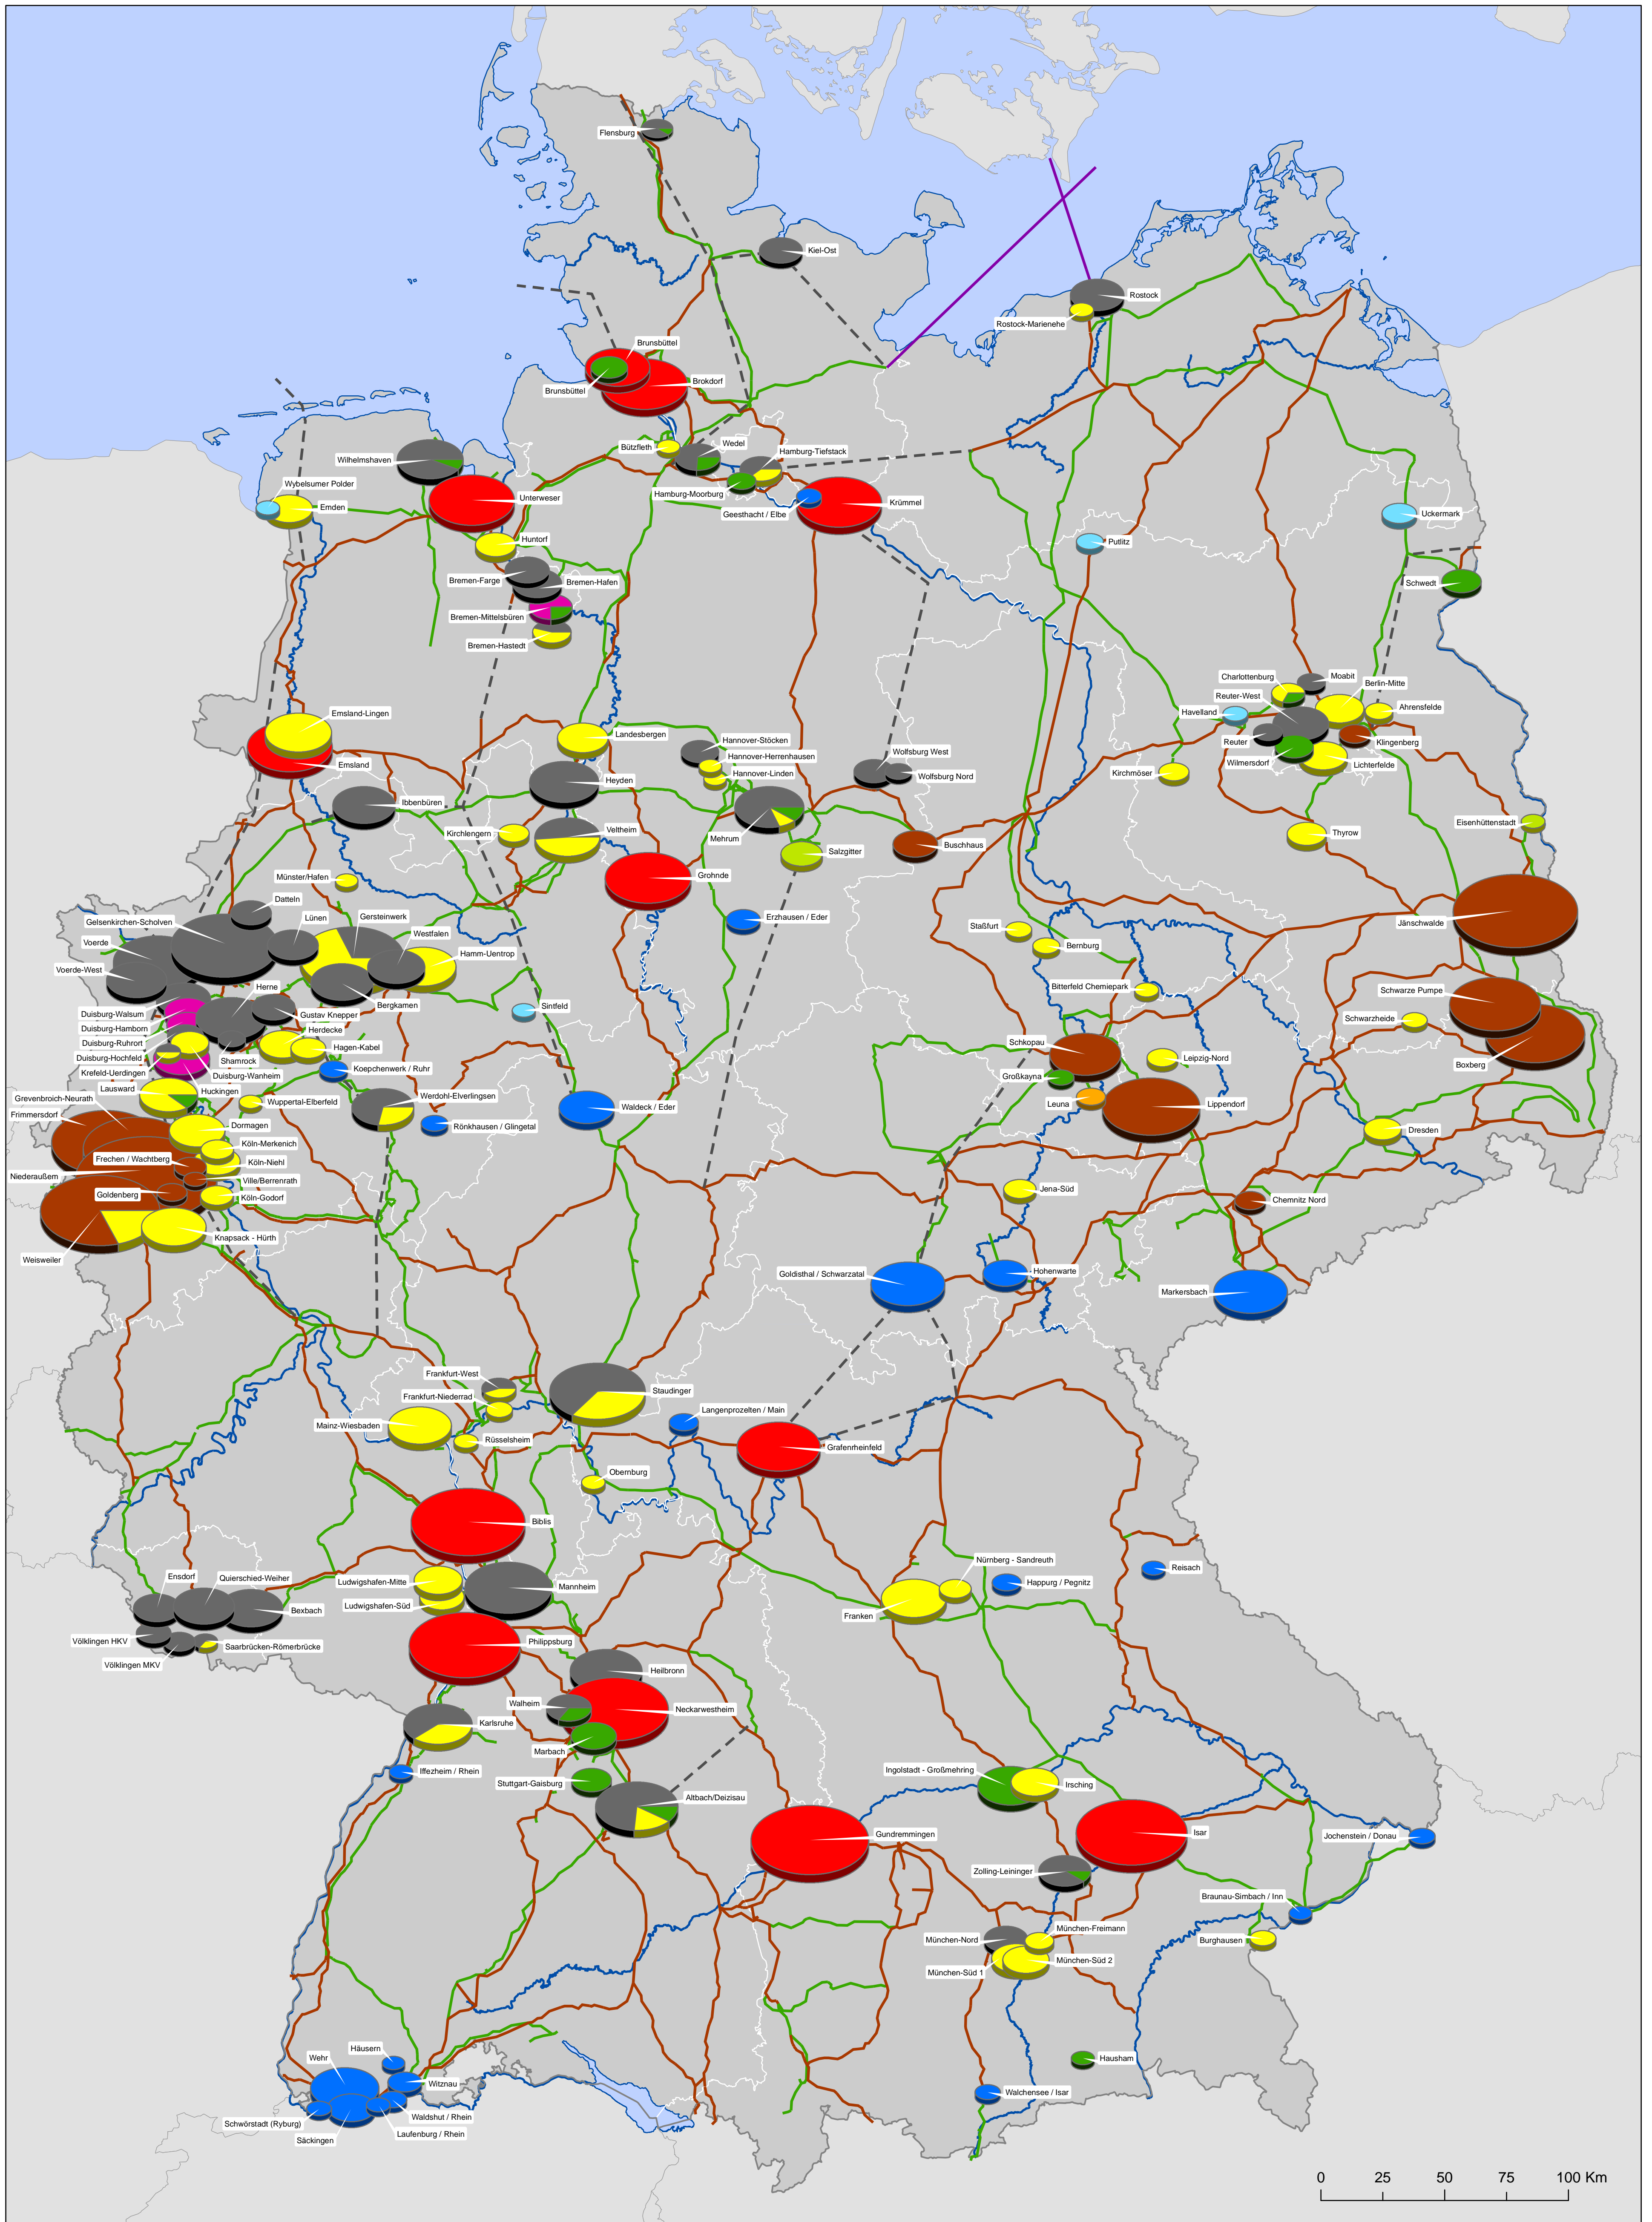 Flensburg
Kiel-Ost
Rostock
Rostock-Marienehe
Brunsbüttel
Brokdorf
Brunsbüttel
Bützfleth
Wedel
Hamburg-Tiefstack
Wilhelmshaven
Wybelsumer Polder
Emden
Unterweser
Hamburg-Moorburg
Geesthacht / Elbe
Krümmel
Uckermark
Huntorf
Putlitz
Bremen-Farge
Bremen-Hafen
Schwedt
Bremen-Mittelsbüren
Bremen-Hastedt
Charlottenburg
Moabit
Berlin-Mitte
Reuter-West
Ahrensfelde
Havelland
Emsland-Lingen
Landesbergen
Hannover-Stöcken
Hannover-Herrenhausen
Hannover-Linden
Wolfsburg West
Wolfsburg Nord
Reuter
Klingenberg
Wilmersdorf
Lichterfelde
Emsland
Heyden
Kirchmöser
Ibbenbüren
Kirchlengern
Veltheim
Mehrum
Salzgitter
Buschhaus
Thyrow
Eisenhüttenstadt
Münster/Hafen
Grohnde
Datteln
Gelsenkirchen-Scholven
Lünen
Gersteinwerk
Erzhausen / Eder
Jänschwalde
Voerde
Westfalen
Staßfurt
Bernburg
Hamm-Uentrop
Voerde-West
Herne
Bergkamen
Bitterfeld Chemiepark
Schwarze Pumpe
Duisburg-Walsum
Gustav Knepper
Sintfeld
Schwarzheide
Duisburg-Hamborn
Herdecke
Duisburg-Ruhrort
Hagen-Kabel
Duisburg-Hochfeld
Shamrock
Koepchenwerk / Ruhr
Schkopau
Leipzig-Nord
Boxberg
Krefeld-Uerdingen
Duisburg-Wanheim
Großkayna
Lausward
Huckingen
Grevenbroich-Neurath
Wuppertal-Elberfeld
Werdohl-Elverlingsen
Leuna
Lippendorf
Frimmersdorf
Dormagen
Rönkhausen / Glingetal
Waldeck / Eder
Dresden
Köln-Merkenich
Frechen / Wachtberg
Köln-Niehl
Niederaußem
Ville/Berrenrath
Goldenberg
Köln-Godorf
Jena-Süd
Chemnitz Nord
Knapsack - Hürth
Weisweiler
Goldisthal / Schwarzatal
Hohenwarte
Markersbach
Frankfurt-West
Frankfurt-Niederrad
Staudinger
Langenprozelten / Main
Mainz-Wiesbaden
Rüsselsheim
Grafenrheinfeld
Obernburg
Biblis
Nürnberg - Sandreuth
Reisach
Ensdorf
Quierschied-Weiher
Ludwigshafen-Mitte
Mannheim
Happurg / Pegnitz
Ludwigshafen-Süd
Bexbach
Franken
Völklingen HKV
Saarbrücken-Römerbrücke
Philippsburg
Völklingen MKV
Heilbronn
Walheim
Neckarwestheim
Karlsruhe
Marbach
Iffezheim / Rhein
Ingolstadt - Großmehring
Irsching
Stuttgart-Gaisburg
Altbach/Deizisau
Gundremmingen
Isar
Jochenstein / Donau
Zolling-Leininger
Braunau-Simbach / Inn
München-Freimann
München-Nord
Burghausen
München-Süd 2
München-Süd 1
Häusern
Wehr
Hausham
Witznau
Walchensee / Isar
Waldshut / Rhein
Schwörstadt (Ryburg)
Laufenburg / Rhein
Säckingen
0 25 50 75 100 Km